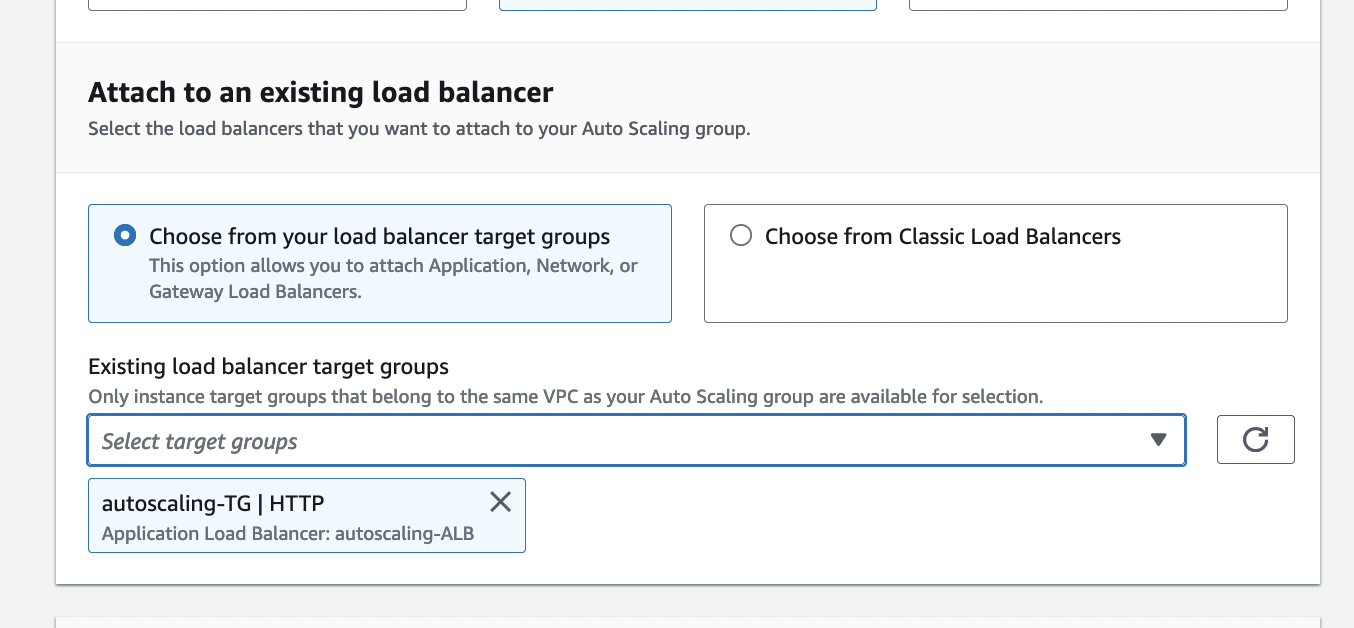 Attach to an existing load balancer
Select the load balancers that you want to attach to your Auto Scaling group.
Choose from your load balancer target groups
This option allows you to attach Application, Network, or
Gateway Load Balancers.
Choose from Classic Load Balancers
Existing load balancer target groups
Only instance target groups that belong to the same VPC as your Auto Scaling group are available for selection.
Select target groups
autoscaling-TG | HTTP
Application Load Balancer: autoscaling-ALB